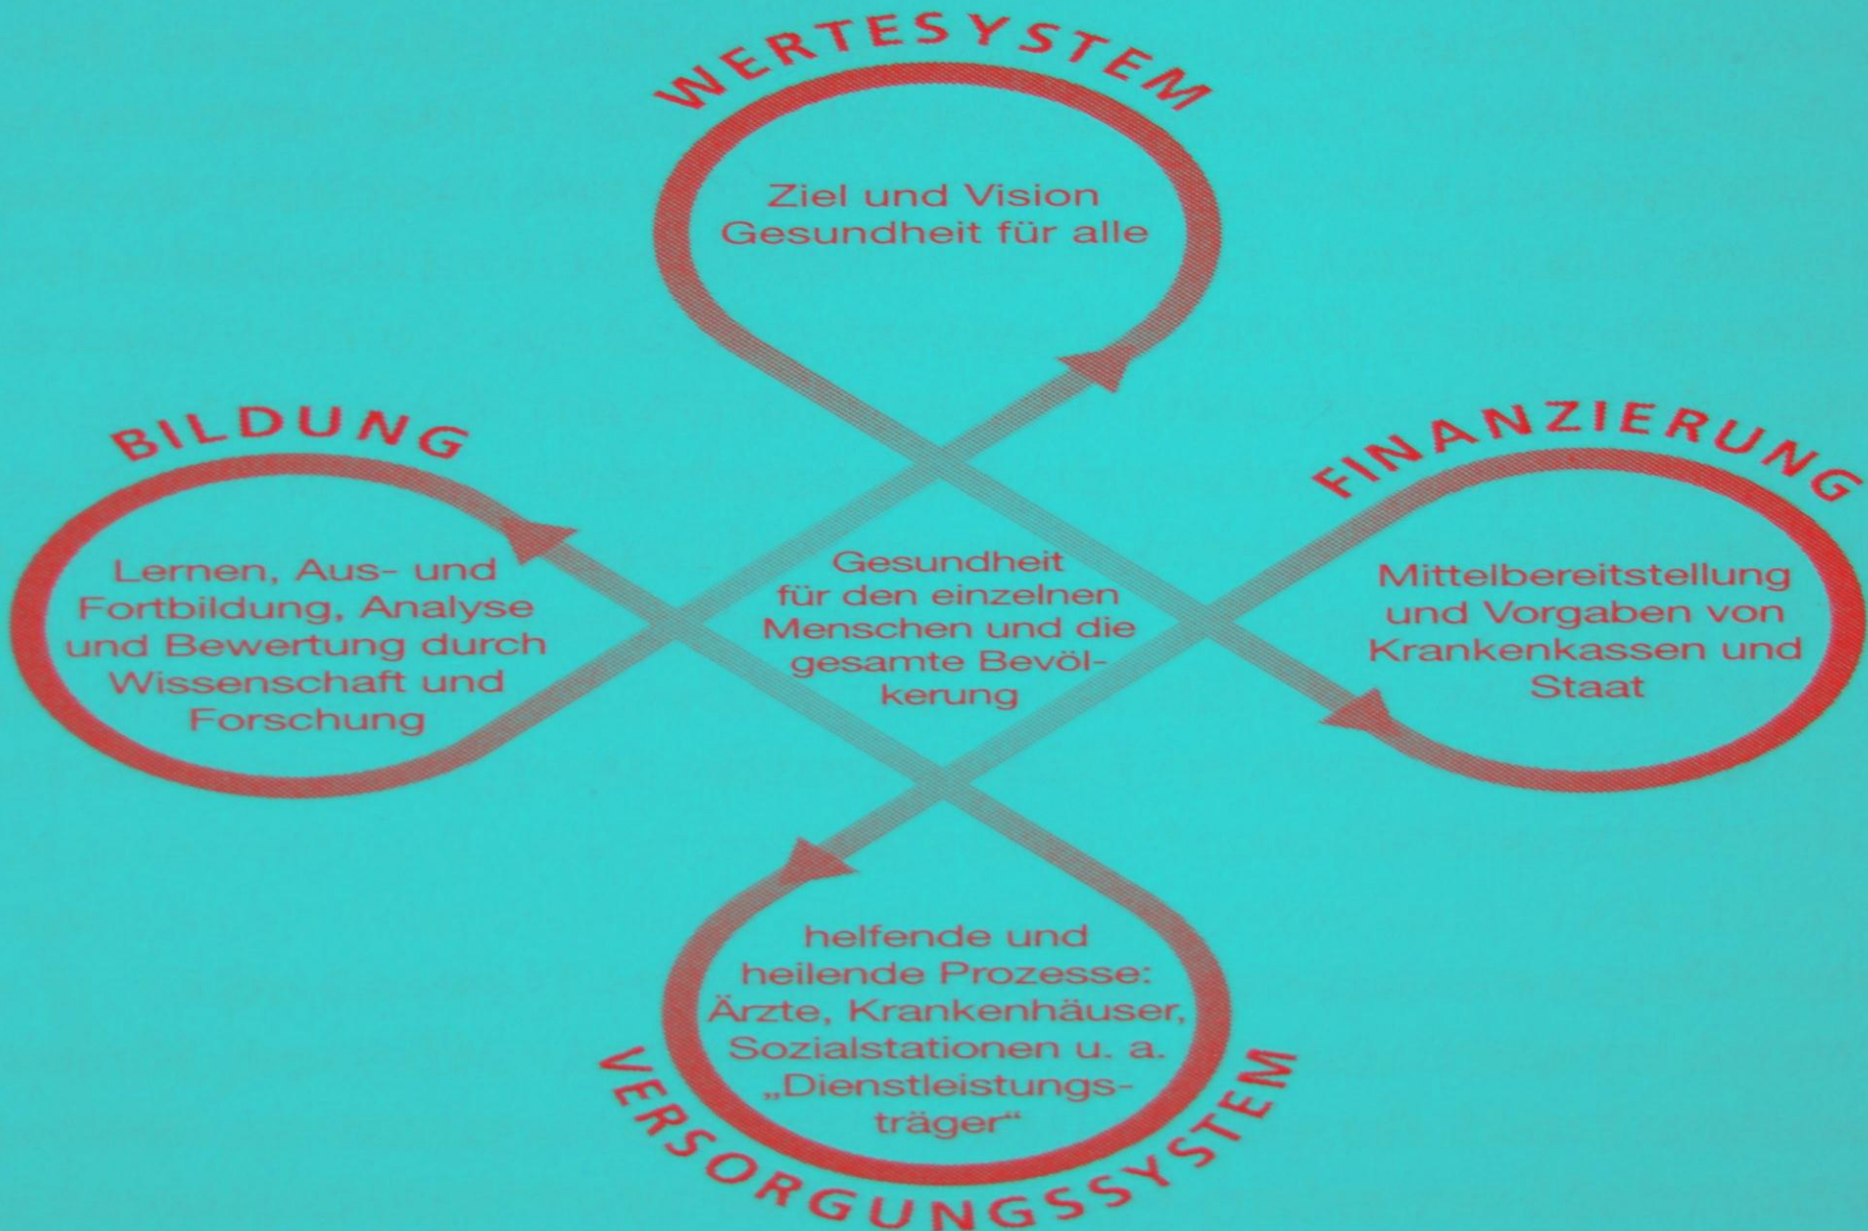 WERTESYSTEM
Ziel und Vision
Gesundheit für alle
BILDUNG
Lernen, Aus- und
Fortbildung, Analyse
und Bewertung durch
Wissenschaft und
Forschung
Gesundheit
für den einzelnen
Menschen und die
gesamte Bevöl-
kerung
FINANZIERUNG
Mittelbereitstellung
und Vorgaben von
Krankenkassen und
Staat
helfende und
heilende Prozesse:
Ärzte, Krankenhäuser,
Sozialstationen u. a.
„Dienstleistungs-
träger“
VERSORGUNGSSYSTEM